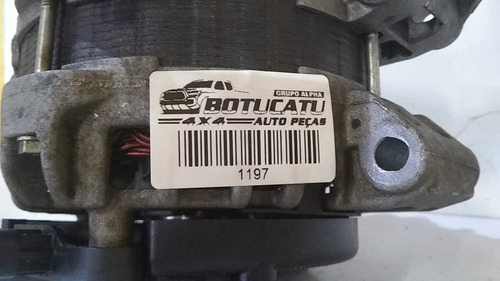 GRUPO ALPHA
BOTUCATU
4X4 AUTO PEÇAS
1197